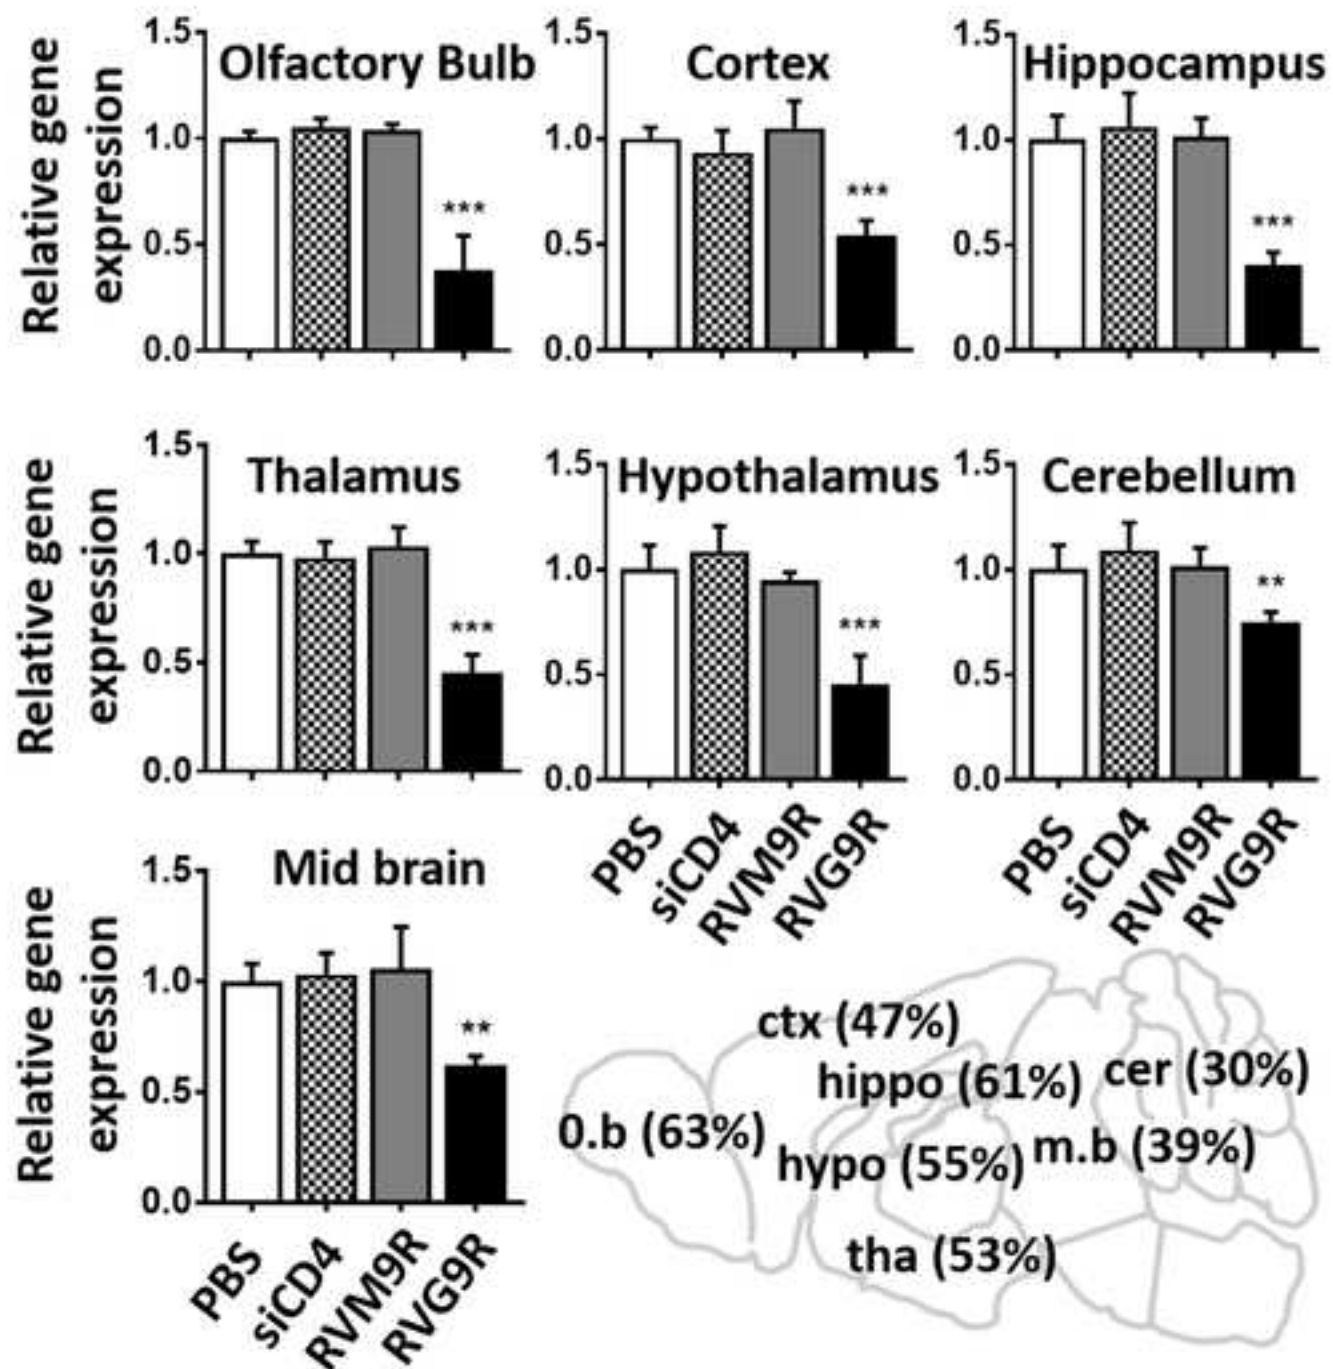 Relative gene
expression
1.5
1.0
0.5
0.0
Olfactory Bulb
***
1.5
1.0
0.5
0.0
Cortex
***
1.5
1.0
0.5
0.0
Hippocampus
***
Relative gene
expression
1.5
1.0
0.5
0.0
Thalamus
***
1.5
1.0
0.5
0.0
Hypothalamus
***
PBS
siCD4
RVM9R
RVG9R
1.5
1.0
0.5
0.0
Cerebellum
**
PBS
siCD4
RVM9R
RVG9R
Relative gene
expression
1.5
1.0
0.5
0.0
Mid brain
**
PBS
siCD4
RVM9R
RVG9R
ctx (47%)
hippo (61%)
cer (30%)
0.b (63%)
hypo (55%)
m.b (39%)
tha (53%)